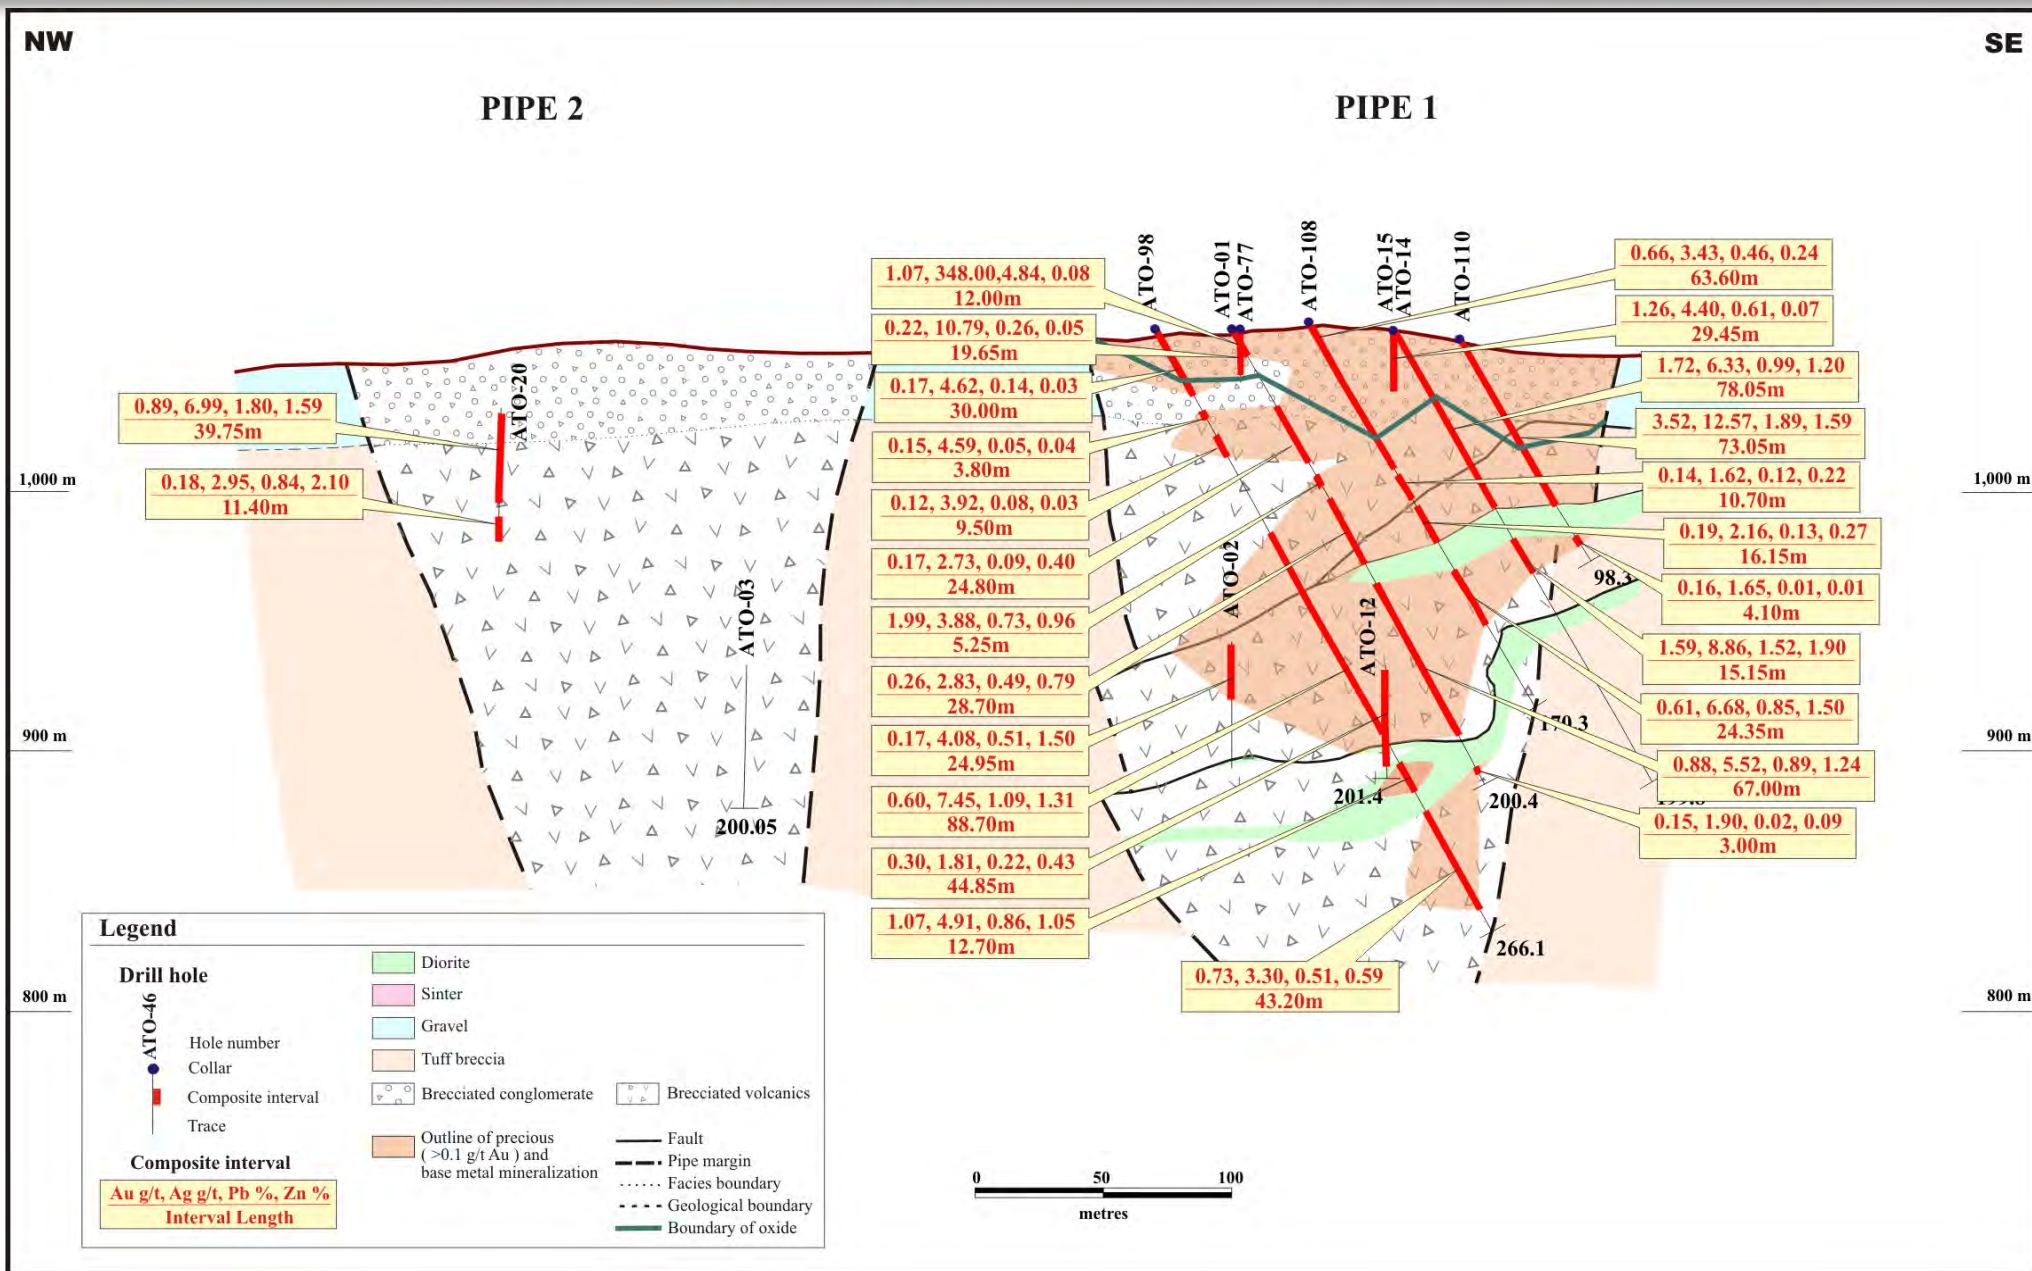 NW
SE
PIPE 2
PIPE 1
ATO-98
ATO-01
ATO-77
ATO-108
ATO-15
ATO-14
ATO-110
1.07, 348.00,4.84, 0.08
12.00m
0.22, 10.79, 0.26, 0.05
19.65m
0.17, 4.62, 0.14, 0.03
30.00m
0.15, 4.59, 0.05, 0.04
3.80m
0.12, 3.92, 0.08, 0.03
9.50m
0.17, 2.73, 0.09, 0.40
24.80m
1.99, 3.88, 0.73, 0.96
5.25m
0.26, 2.83, 0.49, 0.79
28.70m
0.17, 4.08, 0.51, 1.50
24.95m
0.60, 7.45, 1.09, 1.31
88.70m
0.30, 1.81, 0.22, 0.43
44.85m
1.07, 4.91, 0.86, 1.05
12.70m
0.73, 3.30, 0.51, 0.59
43.20m
0.66, 3.43, 0.46, 0.24
63.60m
1.26, 4.40, 0.61, 0.07
29.45m
1.72, 6.33, 0.99, 1.20
78.05m
3.52, 12.57, 1.89, 1.59
73.05m
0.14, 1.62, 0.12, 0.22
10.70m
0.19, 2.16, 0.13, 0.27
16.15m
0.16, 1.65, 0.01, 0.01
4.10m
1.59, 8.86, 1.52, 1.90
15.15m
0.61, 6.68, 0.85, 1.50
24.35m
0.88, 5.52, 0.89, 1.24
67.00m
0.15, 1.90, 0.02, 0.09
3.00m
0.89, 6.99, 1.80, 1.59
39.75m
0.18, 2.95, 0.84, 2.10
11.40m
ATO-20
ATO-03
ATO-02
ATO-12
200.05
201.4
200.4
98.3
170.3
266.1
1,000 m
900 m
800 m
1,000 m
900 m
800 m
Legend
Drill hole
ATO-46
Hole number
Collar
Composite interval
Trace
Composite interval
Au g/t, Ag g/t, Pb %, Zn %
Interval Length
Diorite
Sinter
Gravel
Tuff breccia
Brecciated conglomerate
Brecciated volcanics
Outline of precious
( >0.1 g/t Au ) and
base metal mineralization
Fault
Pipe margin
Facies boundary
Geological boundary
Boundary of oxide
0 50 100
metres